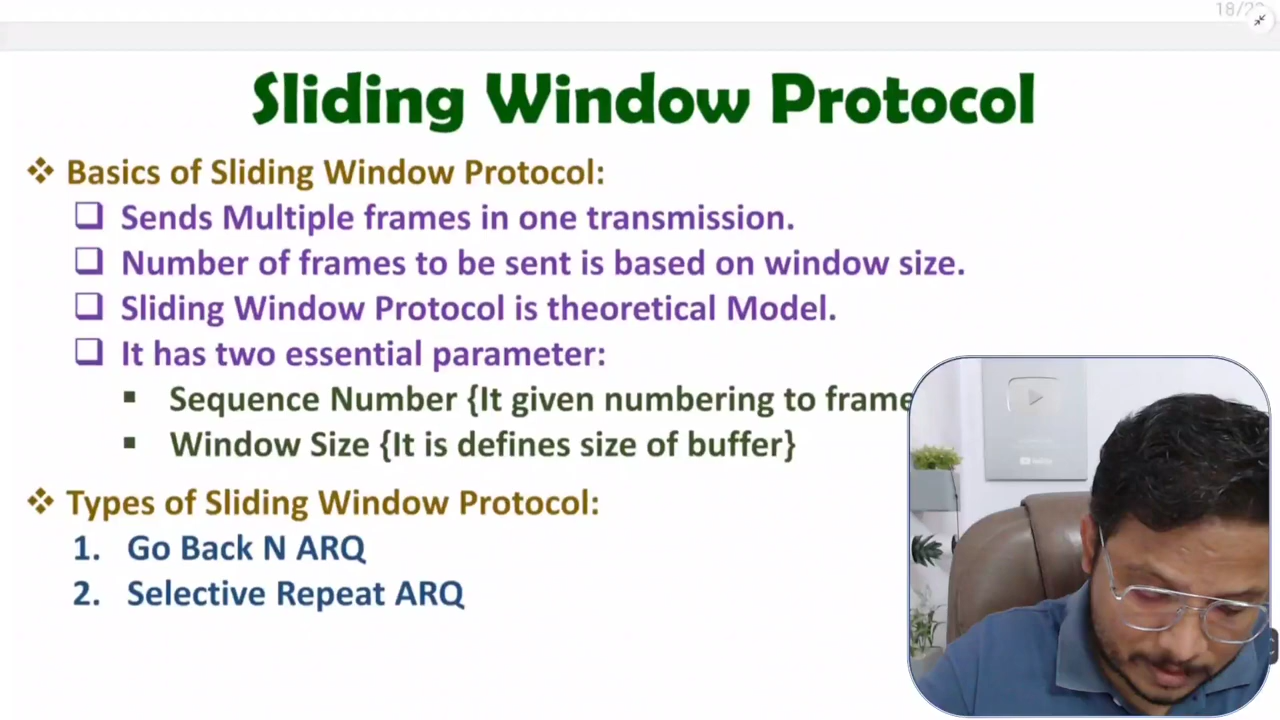 18/2
Sliding Window Protocol
❖ Basics of Sliding Window Protocol:
❑ Sends Multiple frames in one transmission.
❑ Number of frames to be sent is based on window size.
❑ Sliding Window Protocol is theoretical Model.
❑ It has two essential parameter:
▪ Sequence Number {It given numbering to frame
▪ Window Size {It is defines size of buffer}
❖ Types of Sliding Window Protocol:
1. Go Back N ARQ
2. Selective Repeat ARQ